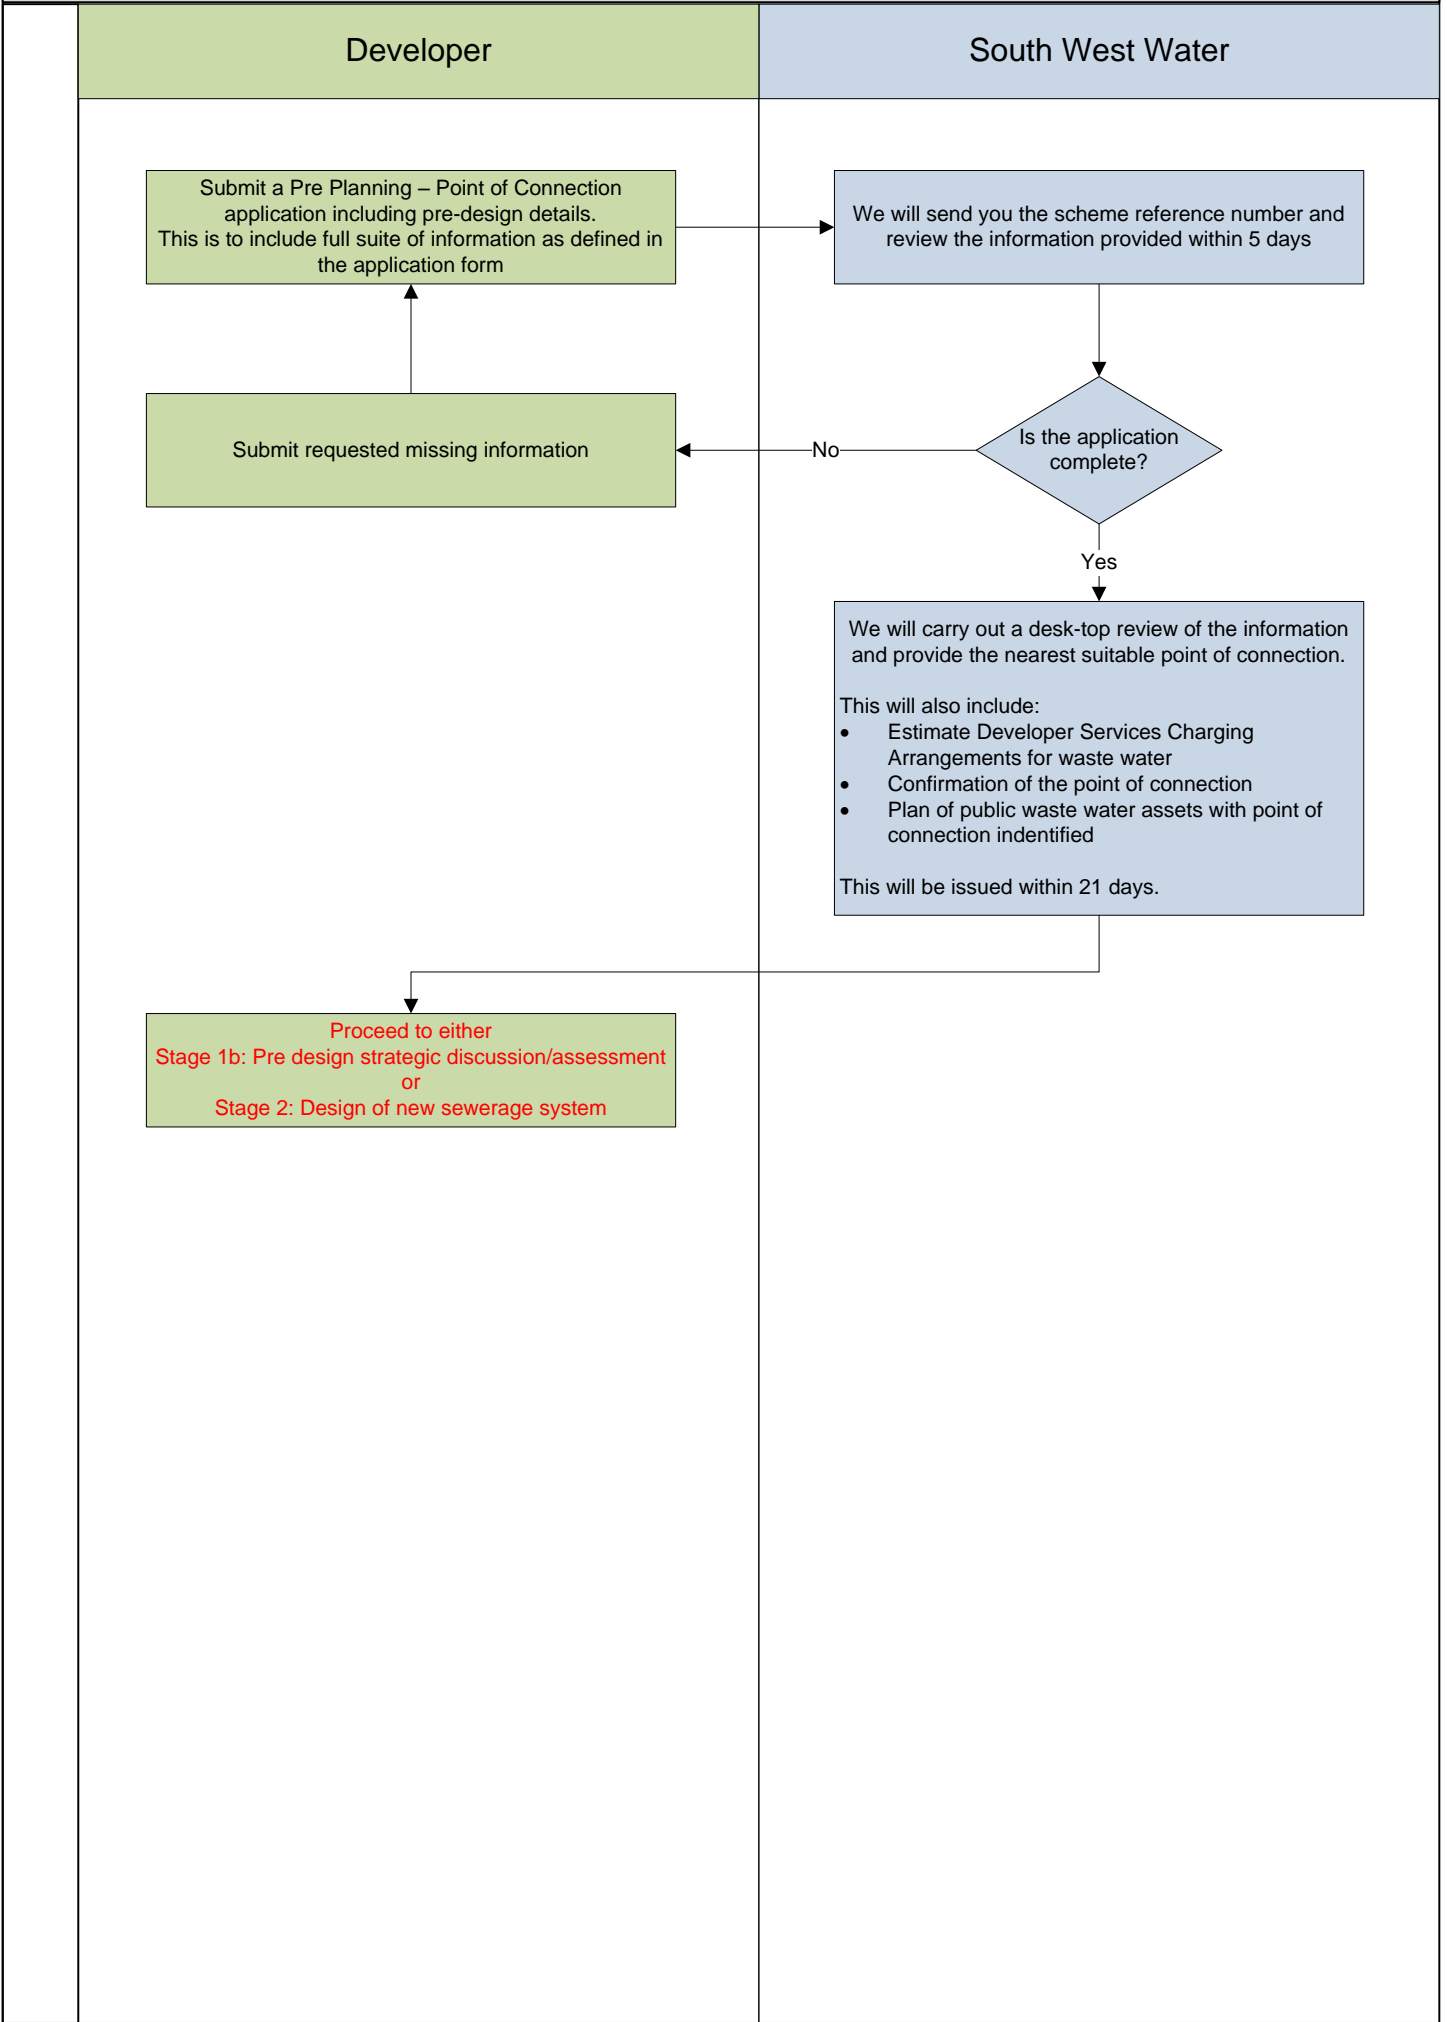 Developer
South West Water
Submit a Pre Planning – Point of Connection
application including pre-design details.
This is to include full suite of information as defined in
the application form
We will send you the scheme reference number and
review the information provided within 5 days
Submit requested missing information
No
Is the application
complete?
Yes
We will carry out a desk-top review of the information
and provide the nearest suitable point of connection.
This will also include:
• Estimate Developer Services Charging
Arrangements for waste water
• Confirmation of the point of connection
• Plan of public waste water assets with point of
connection indentified
This will be issued within 21 days.
Proceed to either
Stage 1b: Pre design strategic discussion/assessment
or
Stage 2: Design of new sewerage system